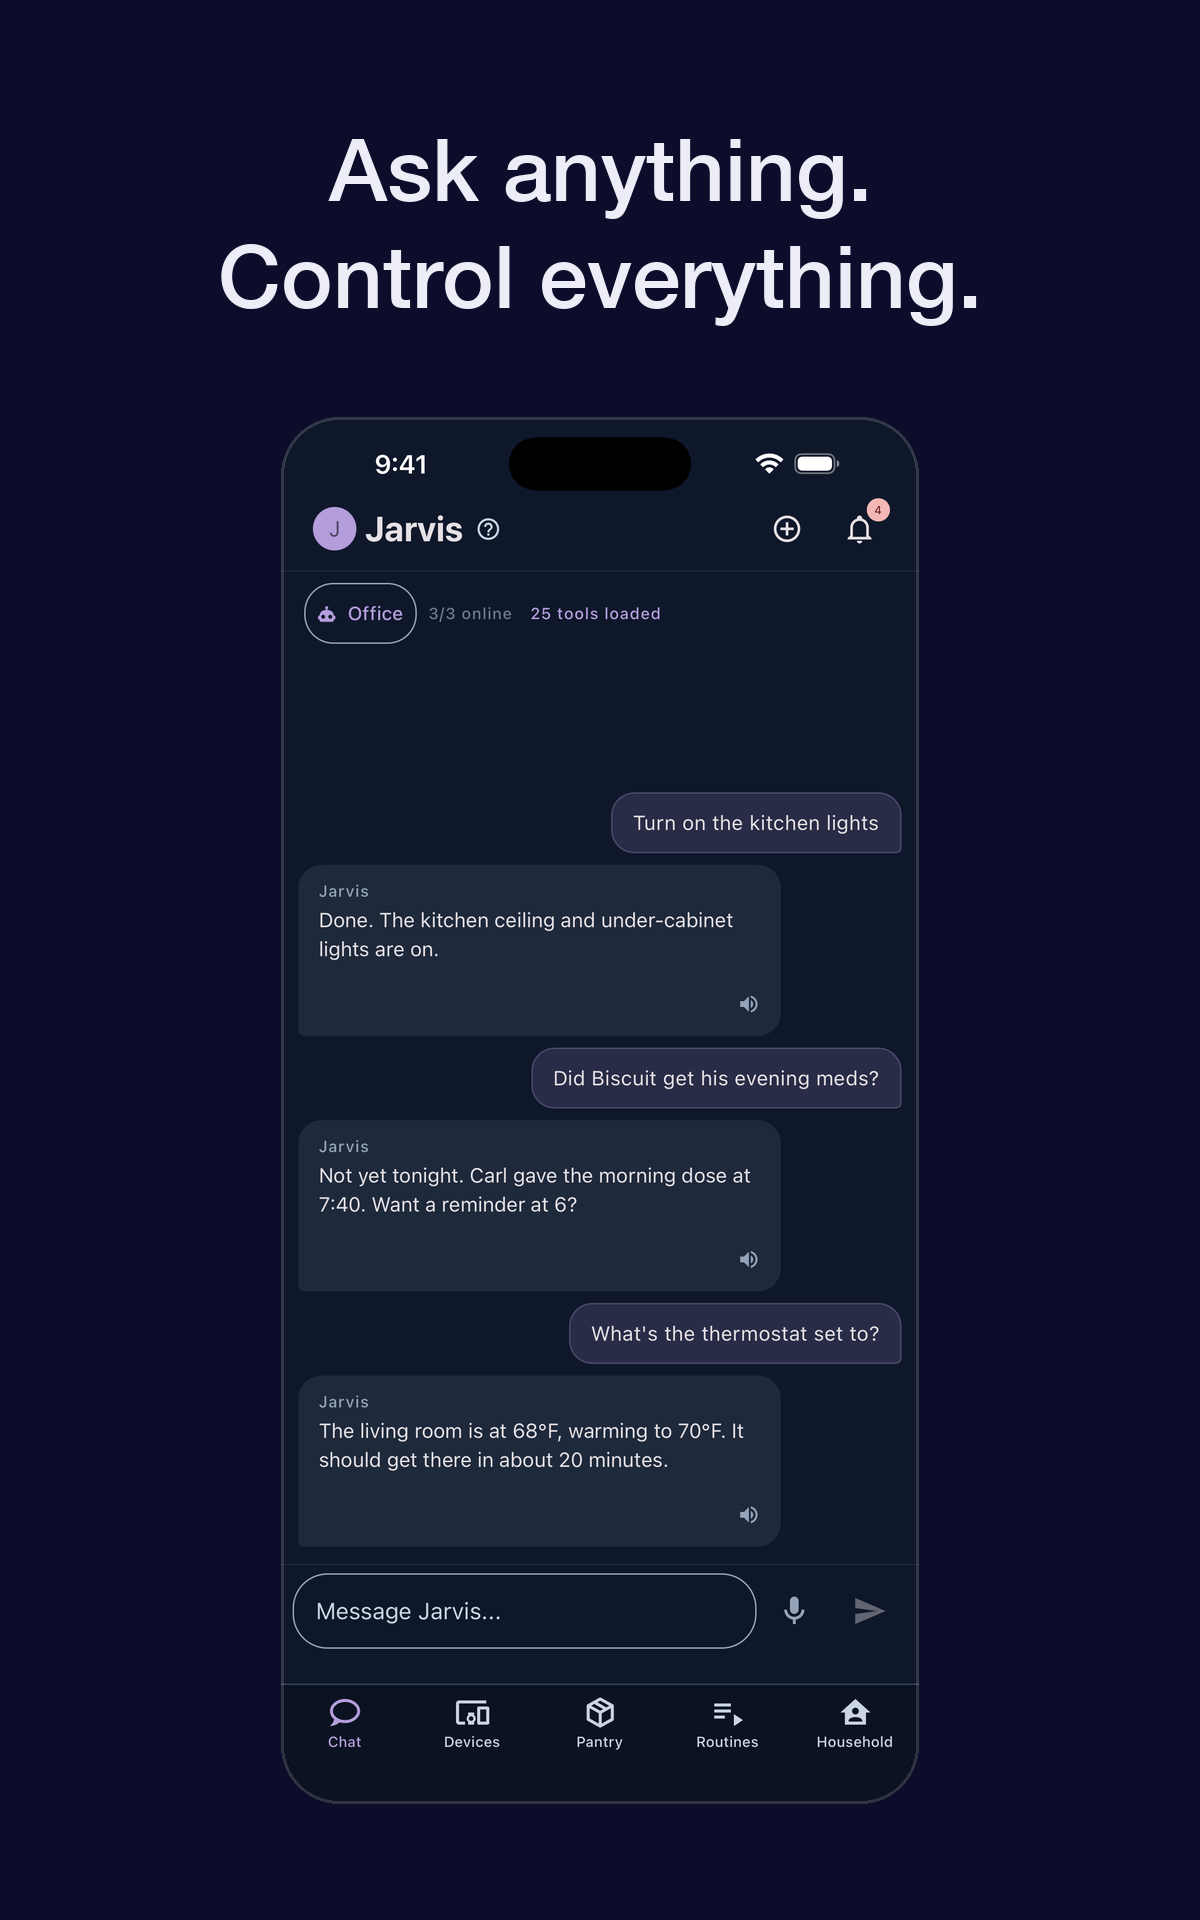 Ask anything.
Control everything.
9:41
J Jarvis
4
Office 3/3 online 25 tools loaded
Turn on the kitchen lights
Jarvis
Done. The kitchen ceiling and under-cabinet
lights are on.
Did Biscuit get his evening meds?
Jarvis
Not yet tonight. Carl gave the morning dose at
7:40. Want a reminder at 6?
What's the thermostat set to?
Jarvis
The living room is at 68°F, warming to 70°F. It
should get there in about 20 minutes.
Message Jarvis...
Chat Devices Pantry Routines Household